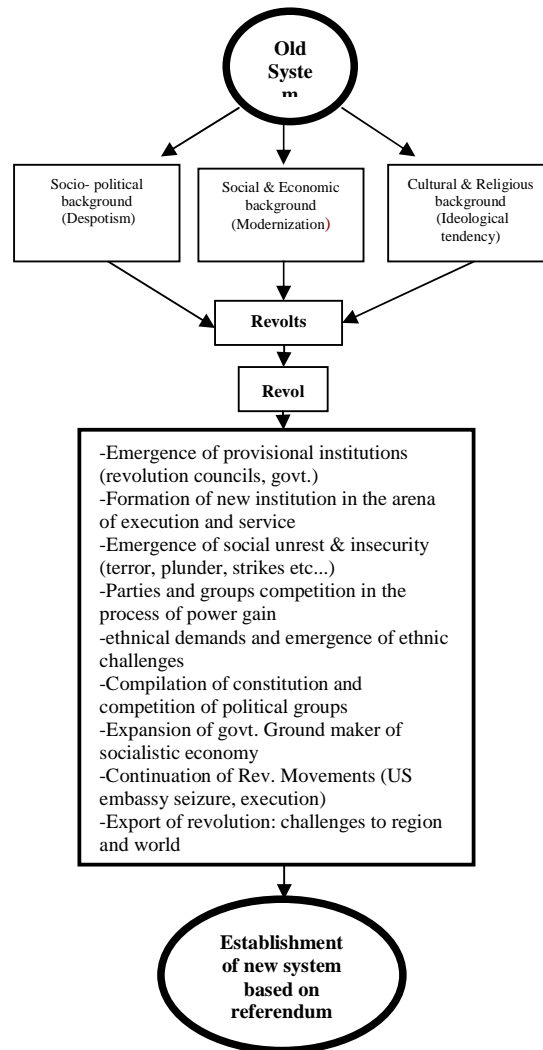 Old
Syste
m
Socio- political
background
(Despotism)
Social & Economic
background
(Modernization)
Cultural & Religious
background
(Ideological
tendency)
Revolts
Revol
-Emergence of provisional institutions
(revolution councils, govt.)
-Formation of new institution in the arena
of execution and service
-Emergence of social unrest & insecurity
(terror, plunder, strikes etc...)
-Parties and groups competition in the
process of power gain
-ethnical demands and emergence of ethnic
challenges
-Compilation of constitution and
competition of political groups
-Expansion of govt. Ground maker of
socialistic economy
-Continuation of Rev. Movements (US
embassy seizure, execution)
-Export of revolution: challenges to region
and world
Establishment
of new system
based on
referendum